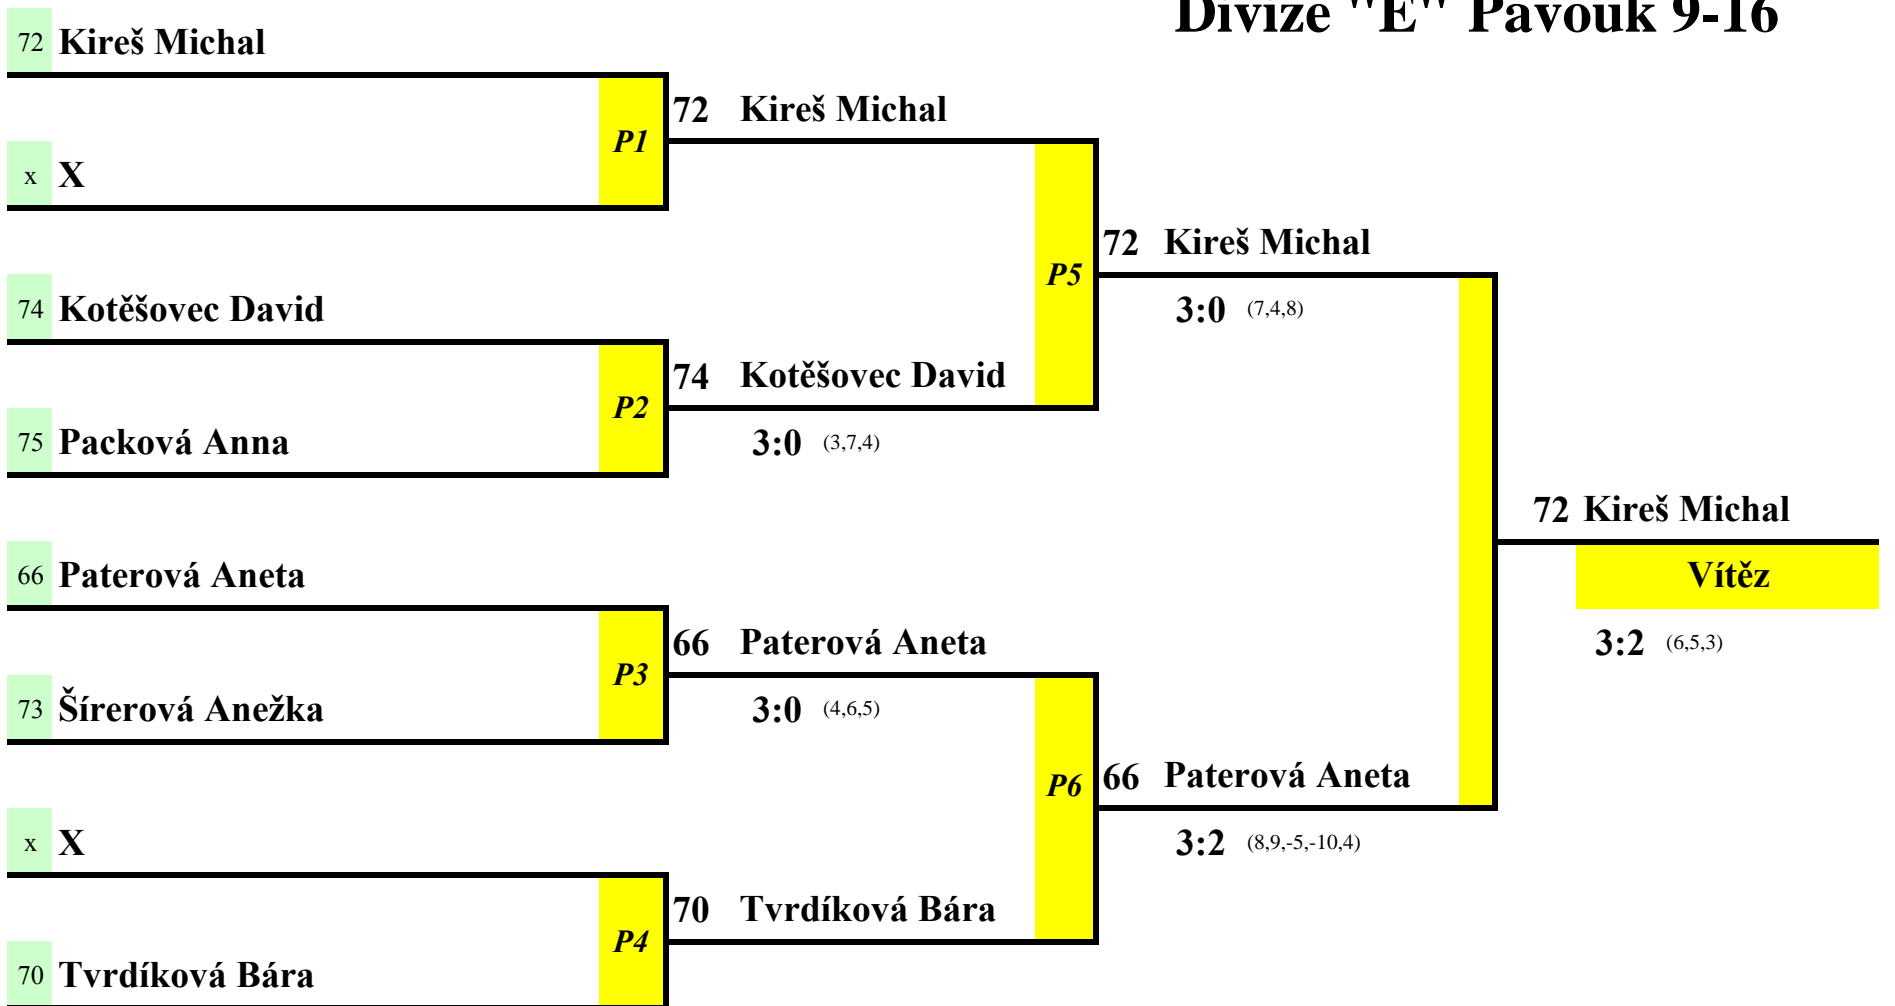 Divize "E" Pavouk 9-16
72 Kireš Michal
72 Kireš Michal
P1
x X
72 Kireš Michal
P5
74 Kotěšovec David
3:0 (7,4,8)
74 Kotěšovec David
P2
75 Packová Anna
3:0 (3,7,4)
72 Kireš Michal
66 Paterová Aneta
Vítěz
66 Paterová Aneta
3:2 (6,5,3)
P3
73 Šírerová Anežka
3:0 (4,6,5)
66 Paterová Aneta
P6
x X
3:2 (8,9,-5,-10,4)
70 Tvrdíková Bára
P4
70 Tvrdíková Bára